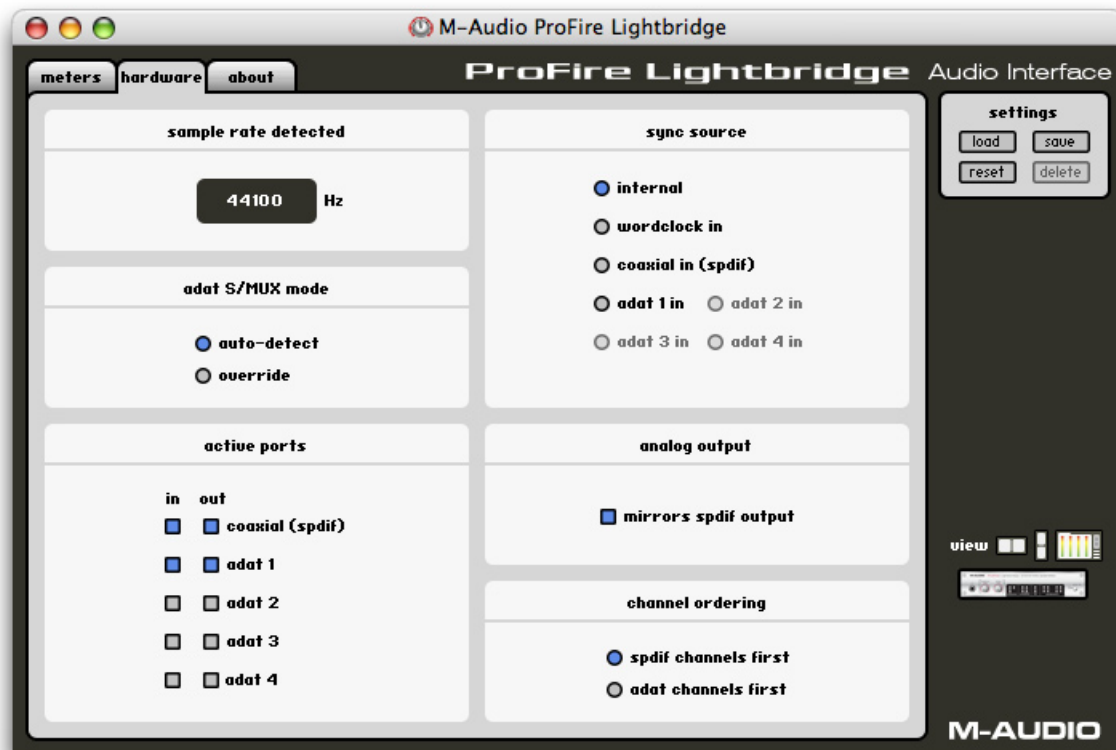 M-Audio ProFire Lightbridge
meters hardware about
ProFire Lightbridge Audio Interface
sample rate detected
44100 Hz
adat S/MUX mode
auto-detect
override
active ports
in out
coaxial (spdif)
adat 1
adat 2
adat 3
adat 4
sync source
internal
wordclock in
coaxial in (spdif)
adat 1 in adat 2 in
adat 3 in adat 4 in
analog output
mirrors spdif output
channel ordering
spdif channels first
adat channels first
settings
load save
reset delete
view
M-AUDIO